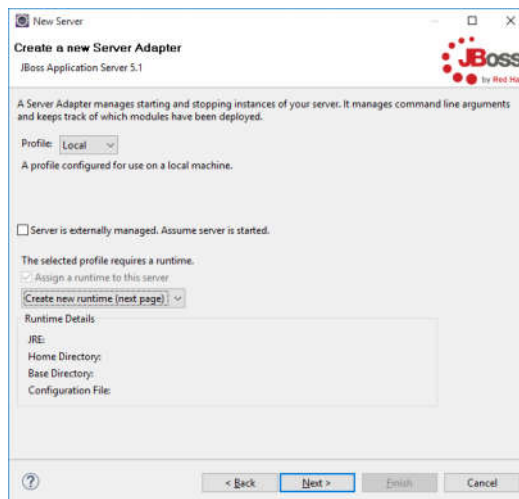 New Server
Create a new Server Adapter
JBoss Application Server 5.1
JBoss
by Red Ha
A Server Adapter manages starting and stopping instances of your server. It manages command line arguments
and keeps track of which modules have been deployed.
Profile: Local
A profile configured for use on a local machine.
Server is externally managed. Assume server is started.
The selected profile requires a runtime.
Assign a runtime to this server
Create new runtime (next page)
Runtime Details
JRE:
Home Directory:
Base Directory:
Configuration File:
? < Back Next > Finish Cancel